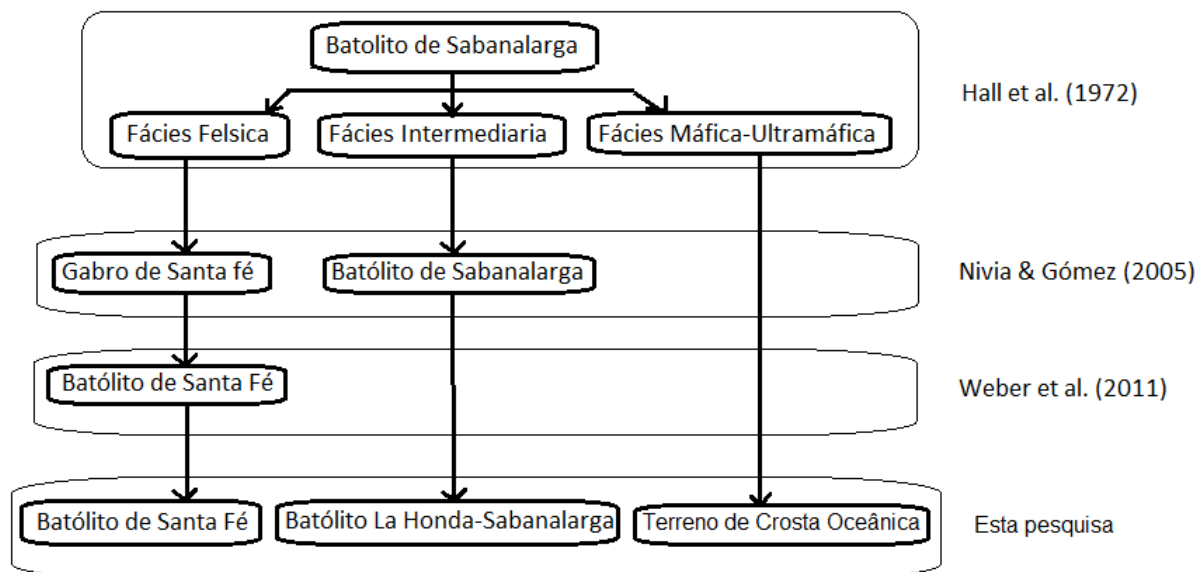 Batolito de Sabanalarga
Hall et al. (1972)
Fácies Felsica
Fácies Intermediaria
Fácies Máfica-Ultramáfica
Gabro de Santa fé
Batólito de Sabanalarga
Nivia & Gómez (2005)
Batólito de Santa Fé
Weber et al. (2011)
Batólito de Santa Fé
Batólito La Honda-Sabanalarga
Terreno de Crosta Oceânica
Esta pesquisa